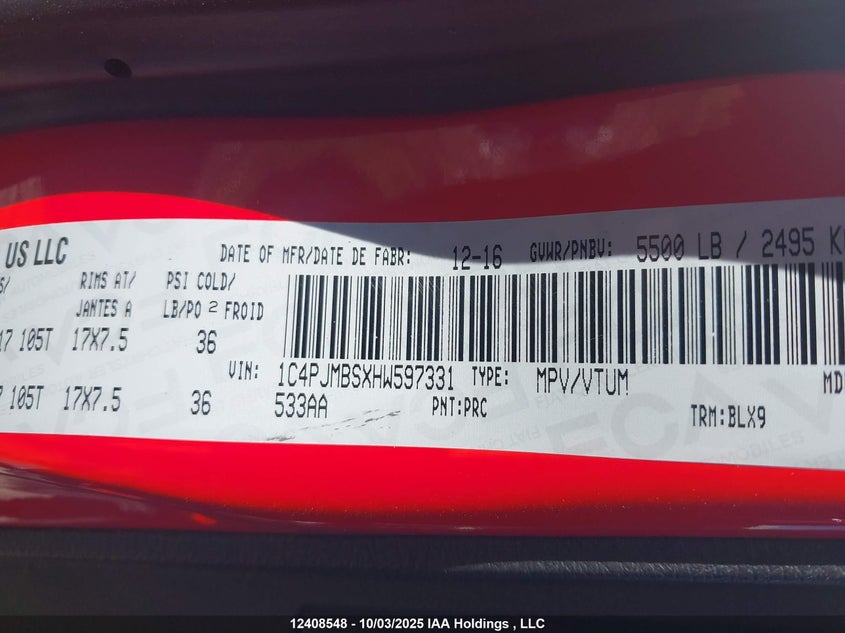 US LLC DATE OF MFR/DATE DE FABR: 12-16 GVWR/PNBV: 5500 LB / 2495 K
S/ RIMS AT/ PSI COLD/
JANTES A LB/PO 2 FROID
17 105T 17X7.5 36
VIN: 1C4PJMBSXHW597331 TYPE: MPV/VTUM MD
105T 17X7.5 36 533AA PNT:PRC TRM:BLX9
12408548 - 10/03/2025 IAA Holdings , LLC